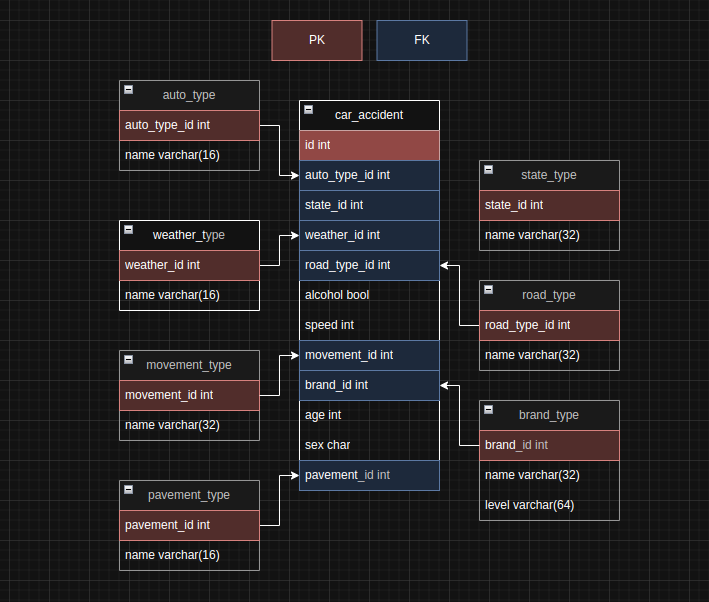 PK
FK
auto_type
auto_type_id int
name varchar(16)
weather_type
weather_id int
name varchar(16)
movement_type
movement_id int
name varchar(32)
pavement_type
pavement_id int
name varchar(16)
car_accident
id int
auto_type_id int
state_id int
weather_id int
road_type_id int
alcohol bool
speed int
movement_id int
brand_id int
age int
sex char
pavement_id int
state_type
state_id int
name varchar(32)
road_type
road_type_id int
name varchar(32)
brand_type
brand_id int
name varchar(32)
level varchar(64)